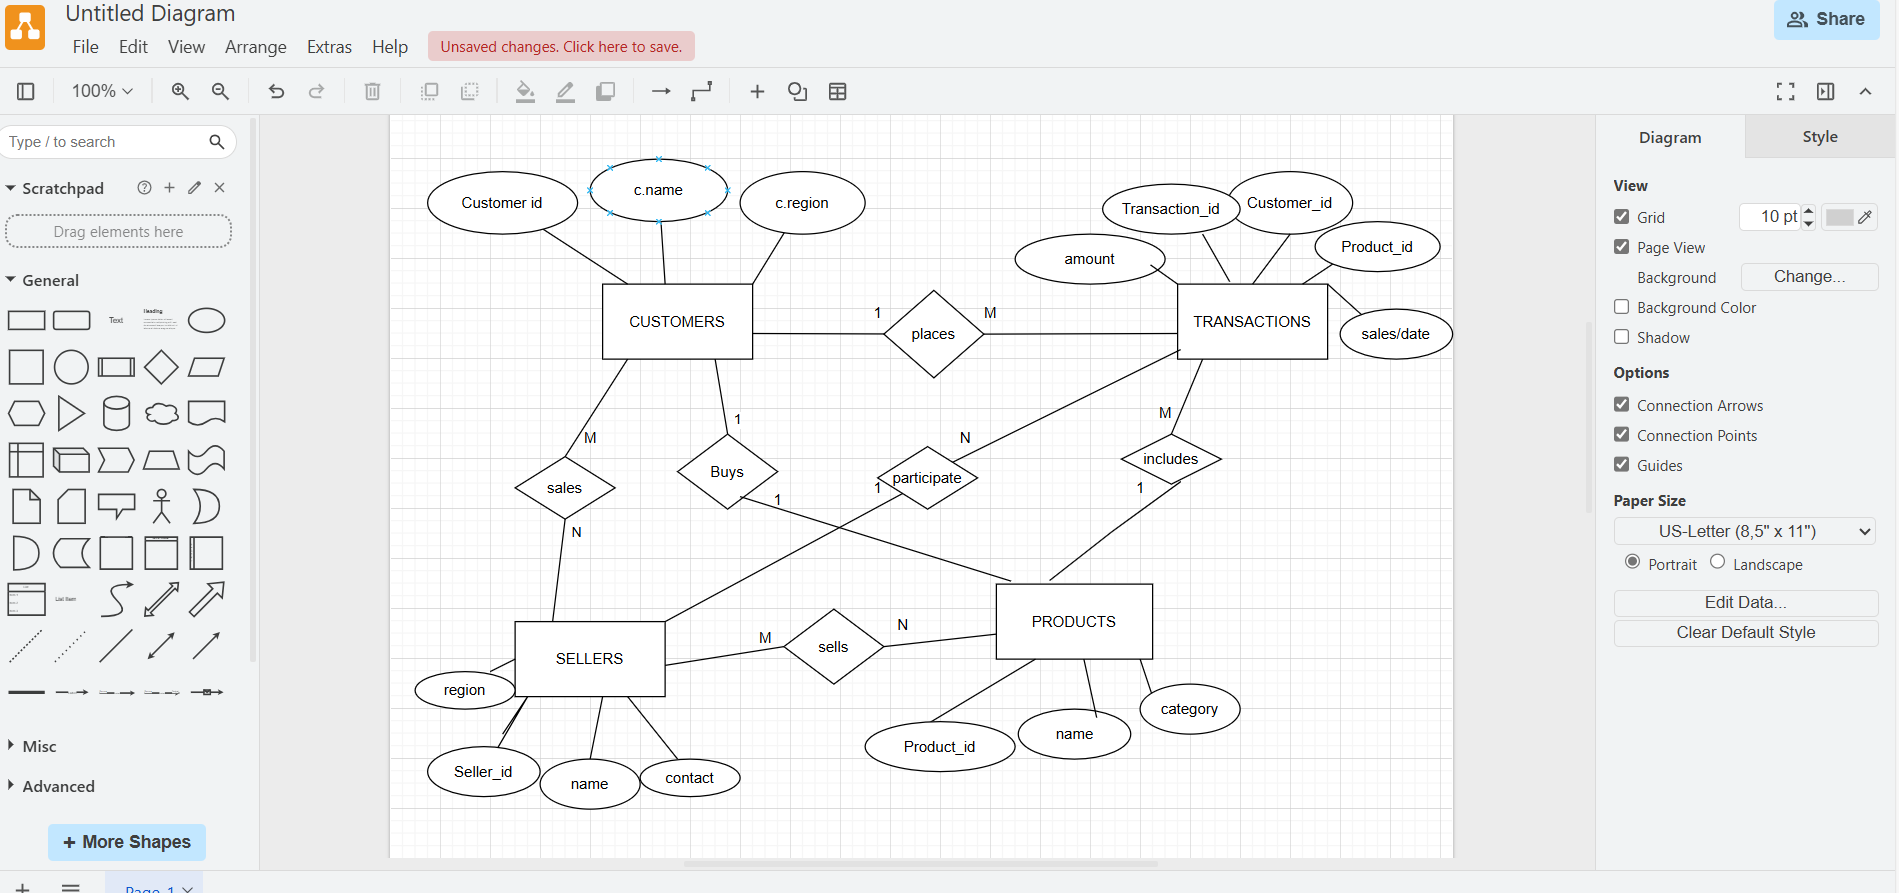 Untitled Diagram
File Edit View Arrange Extras Help Unsaved changes. Click here to save.
Share
100%
Type / to search
Scratchpad
Drag elements here
General
Text
Heading
List Item
Misc
Advanced
+ More Shapes
Page-1
Customer id
c.name
c.region
Transaction_id
Customer_id
Product_id
amount
sales/date
CUSTOMERS
1
places
M
TRANSACTIONS
M
sales
N
1
Buys
1
N
participate
1
M
includes
1
SELLERS
M
sells
N
PRODUCTS
region
Seller_id
name
contact
Product_id
name
category
Diagram
Style
View
Grid
10 pt
Page View
Background
Change...
Background Color
Shadow
Options
Connection Arrows
Connection Points
Guides
Paper Size
US-Letter (8,5" x 11")
Portrait
Landscape
Edit Data...
Clear Default Style